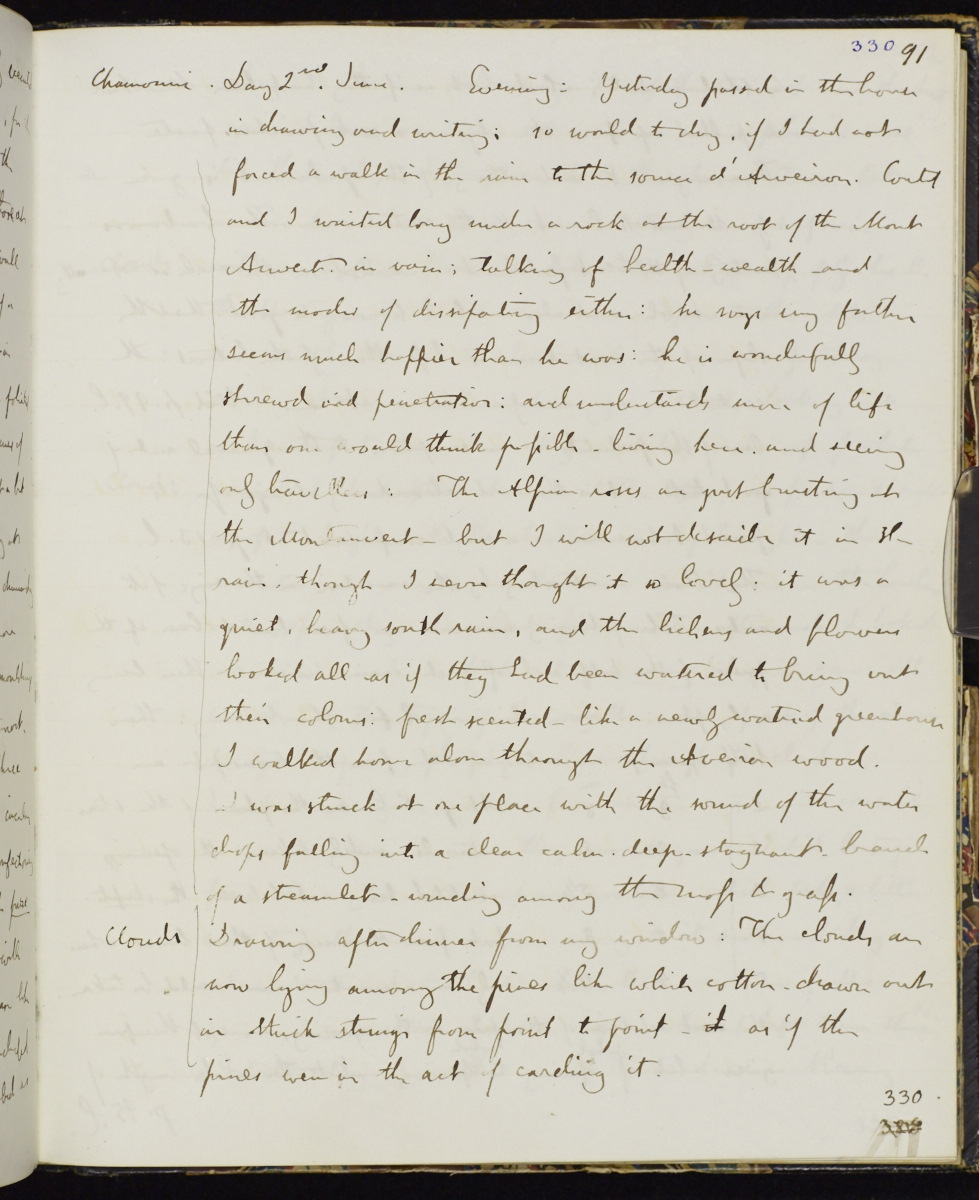 330 91
Chamouni. Day 2nd. June. Evening: Yesterday passed in the house
in drawing and writing; so would to day, if I had not
forced a walk in the rain to the source d'Arveiron. Coutet
and I waited long under a rock at the root of the Mont
Anvert. in vain; talking of health - wealth and
the modes of dissipating either: he says my father
seems much happier than he was: he is wonderfully
shrewd and penetrative: and understands more of life
than one would think possible - living here. and seeing
only travellers: The Alpine roses are just bursting at
the Montanvert - but I will not describe it in the
rain. though I never thought it so lovely: it was a
quiet, heavy south rain, and the lichens and flowers
looked all as if they had been watered to bring out
their colours: fresh scented - like a newly watered greenhouse
I walked home alone through the Arveiron wood.
I was struck at one place with the sound of the water
drops falling into a clear calm. deep. stagnant. branch
of a streamlet - winding among the moss & grass.
Clouds Drawing after dinner from my window: The clouds are
now lying among the pines like white cotton - drawn out
in thick strings from point to point - it as if the
pines were in the act of carding it.
330